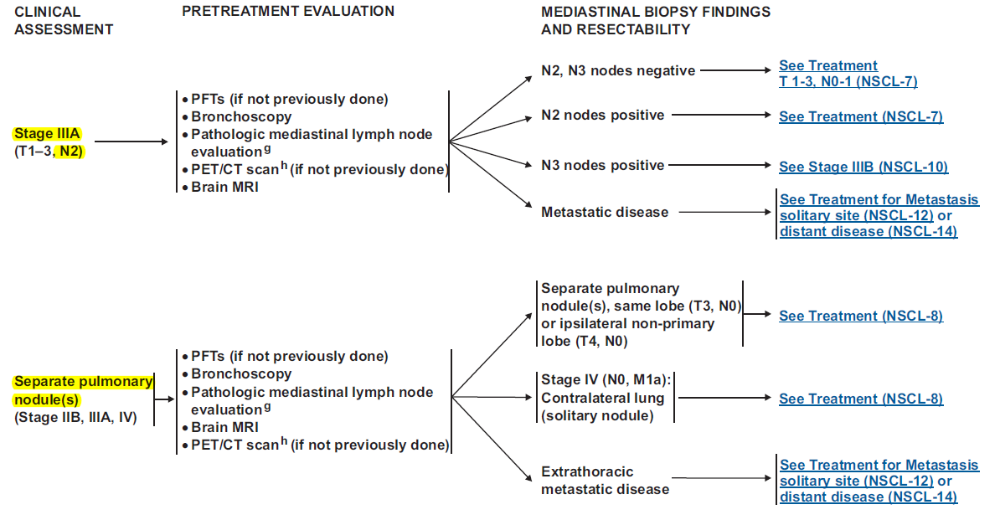 CLINICAL
ASSESSMENT
PRETREATMENT EVALUATION
MEDIASTINAL BIOPSY FINDINGS
AND RESECTABILITY
Stage IIIA
(T1–3, N2)
• PFTs (if not previously done)
• Bronchoscopy
• Pathologic mediastinal lymph node
evaluationg
• PET/CT scanh (if not previously done)
• Brain MRI
N2, N3 nodes negative
See Treatment
T 1-3, N0-1 (NSCL-7)
N2 nodes positive
See Treatment (NSCL-7)
N3 nodes positive
See Stage IIIB (NSCL-10)
Metastatic disease
See Treatment for Metastasis
solitary site (NSCL-12) or
distant disease (NSCL-14)
Separate pulmonary
nodule(s)
(Stage IIB, IIIA, IV)
• PFTs (if not previously done)
• Bronchoscopy
• Pathologic mediastinal lymph node
evaluationg
• Brain MRI
• PET/CT scanh (if not previously done)
Separate pulmonary
nodule(s), same lobe (T3, N0)
or ipsilateral non-primary
lobe (T4, N0)
See Treatment (NSCL-8)
Stage IV (N0, M1a):
Contralateral lung
(solitary nodule)
See Treatment (NSCL-8)
Extrathoracic
metastatic disease
See Treatment for Metastasis
solitary site (NSCL-12) or
distant disease (NSCL-14)